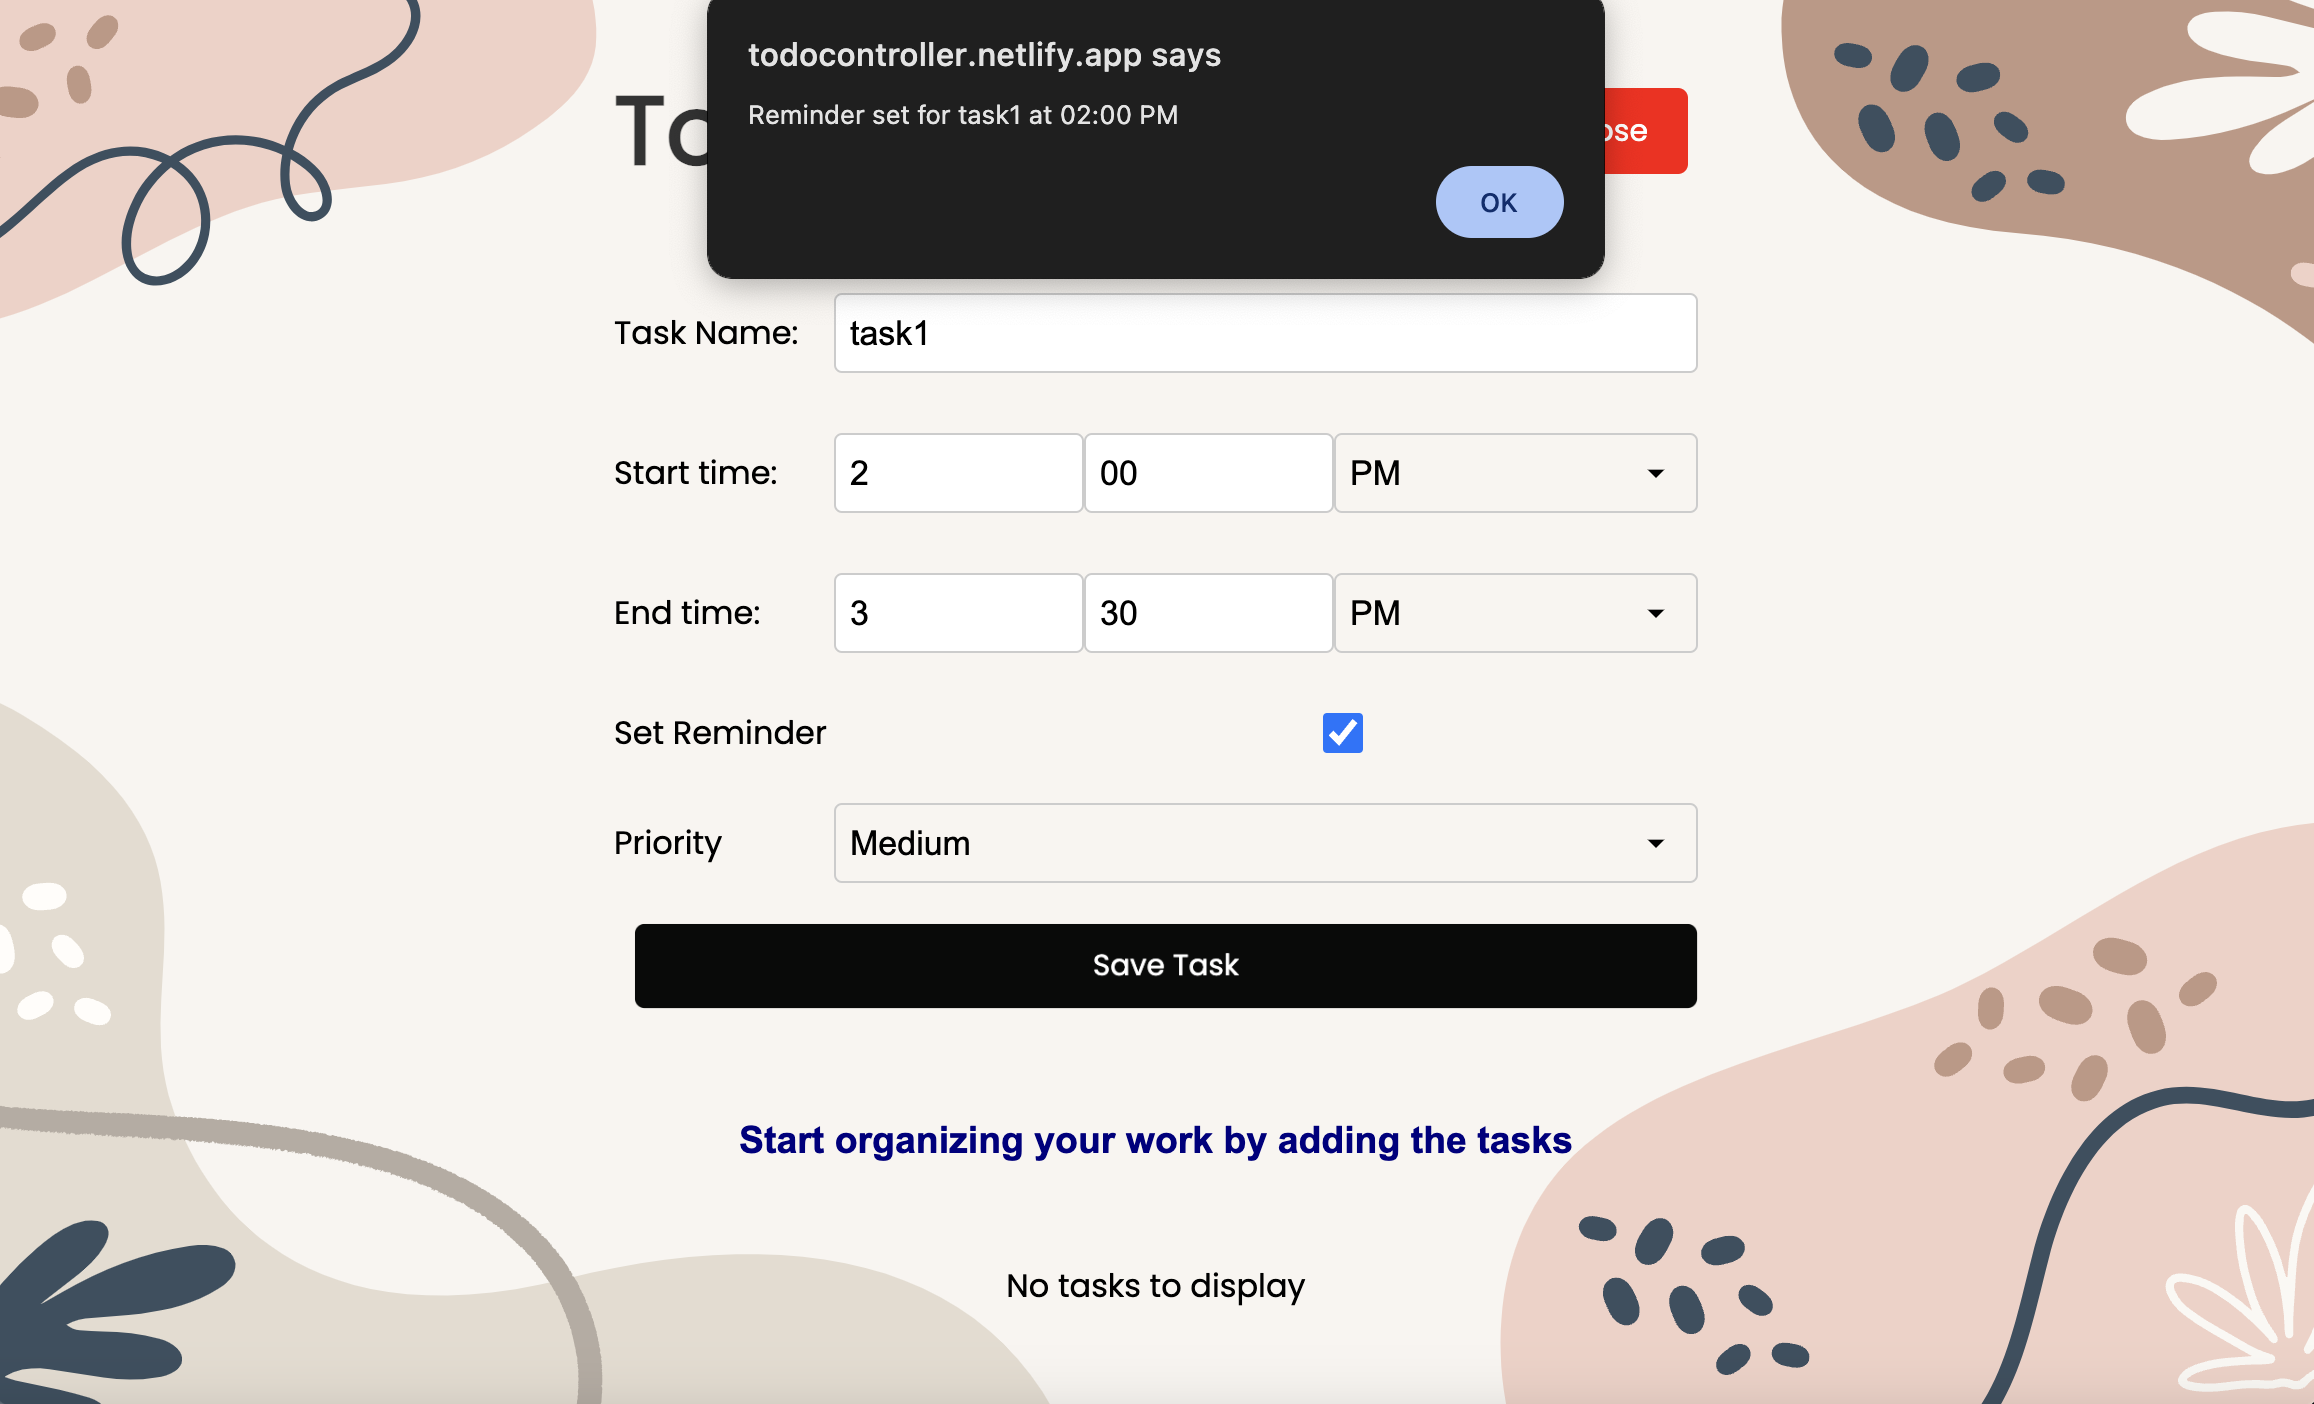 todocontroller.netlify.app says
Reminder set for task1 at 02:00 PM
OK
Task Name: task1
Start time: 2 00 PM
End time: 3 30 PM
Set Reminder
Priority Medium
Save Task
Start organizing your work by adding the tasks
No tasks to display